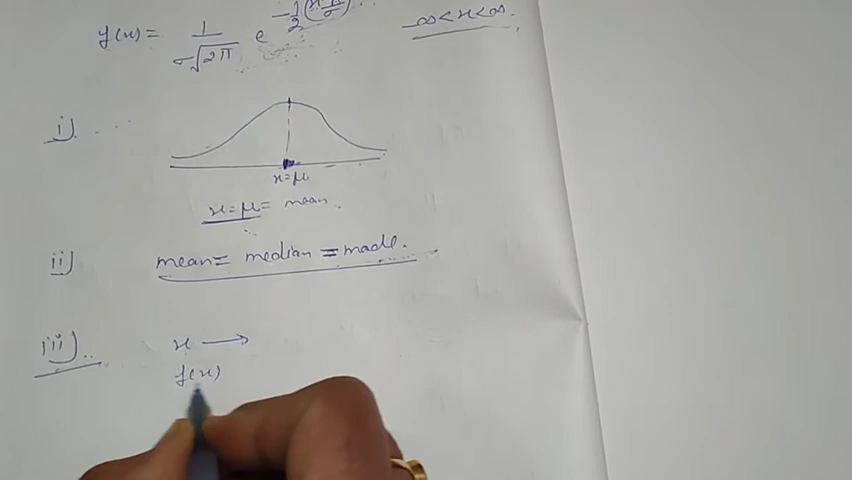 f(x) = 1/σ√2π e^-1/2(x-μ/σ)² -∞<x<∞.
i)
x=μ
x=μ= mean.
ii) mean= median =mode.
iii) x →
f(x)